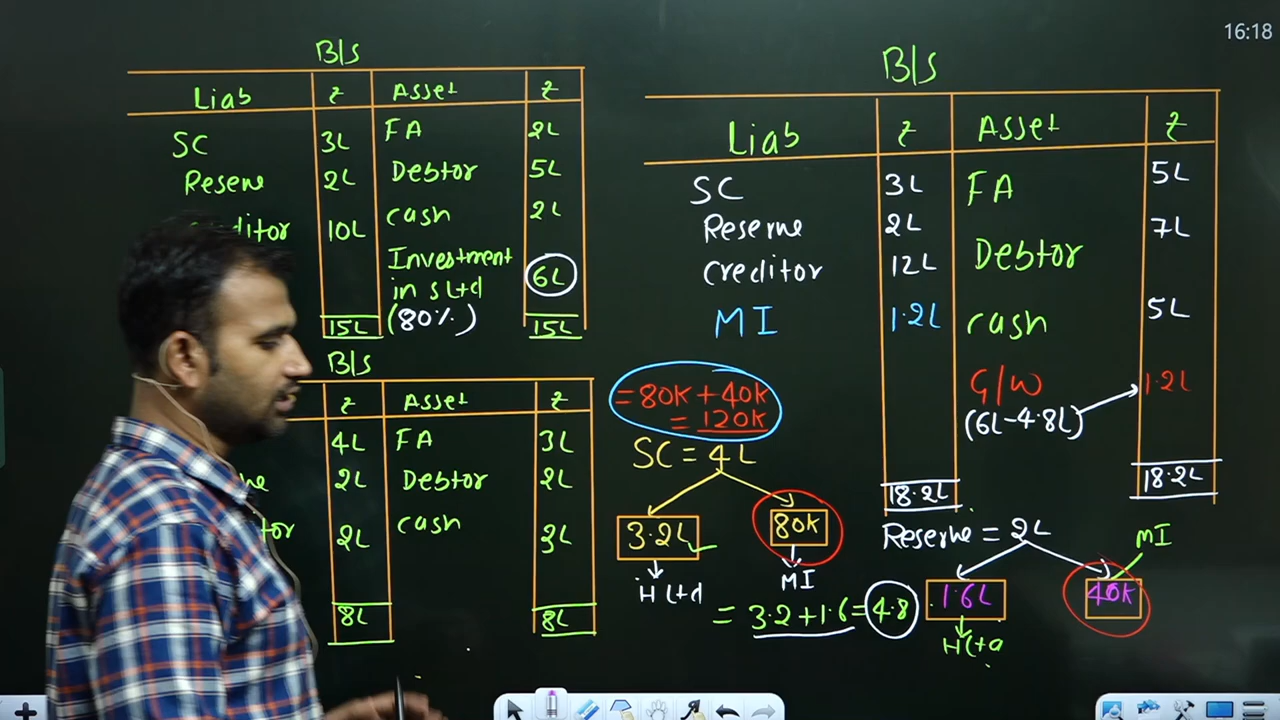 16:18
B/S
Liab ₹ Asset ₹
SC 3L FA 2L
Reserve 2L Debtor 5L
creditor 10L cash 2L
Investment in S Ltd (80%) 6L
15L 15L
B/S
₹ Asset ₹
4L FA 3L
2L Debtor 2L
2L cash 3L
8L 8L
B/S
Liab ₹ Asset ₹
SC 3L FA 5L
Reserve 2L Debtor 7L
creditor 12L
MI 1.2L cash 5L
G/W 1.2L
(6L-4.8L)
18.2L 18.2L
= 80K + 40K
= 120K
SC = 4L
3.2L 80K
H Ltd MI
Reserve = 2L
MI
1.6L 40K
H Ltd
= 3.2+1.6=4.8